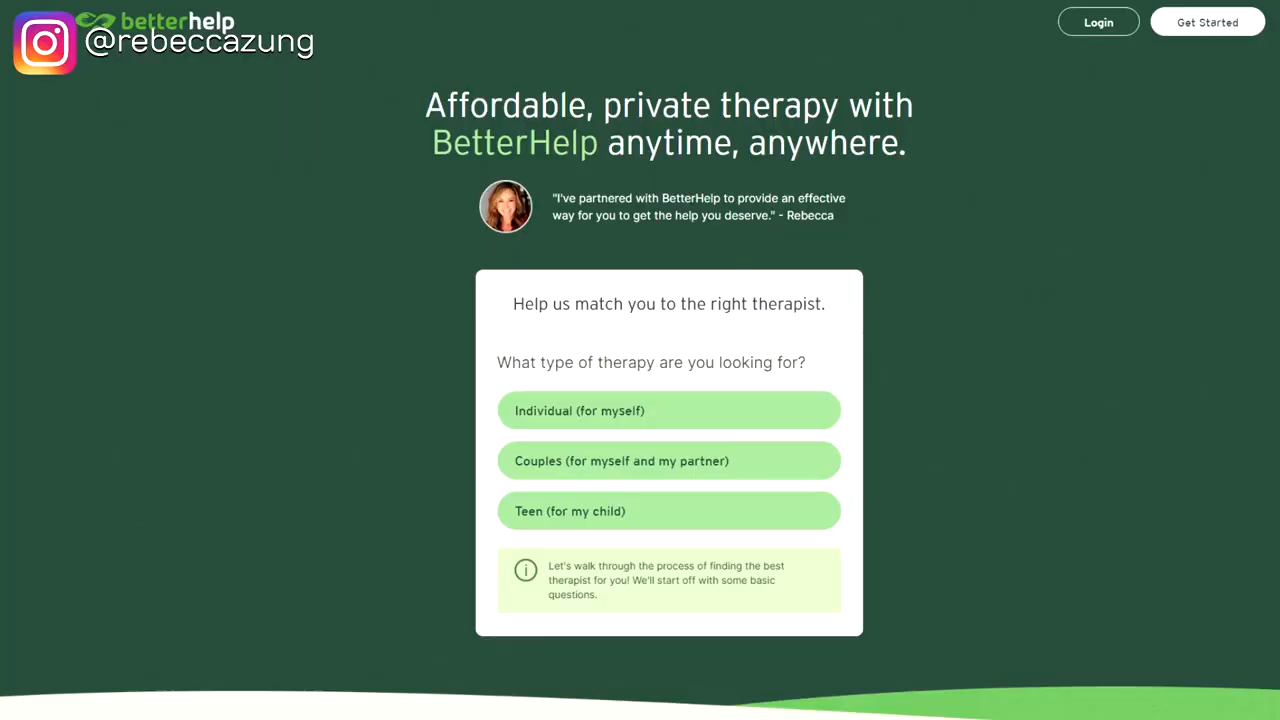 betterhelp
@rebeccazung
Login
Get Started
Affordable, private therapy with
BetterHelp anytime, anywhere.
"I've partnered with BetterHelp to provide an effective
way for you to get the help you deserve." - Rebecca
Help us match you to the right therapist.
What type of therapy are you looking for?
Individual (for myself)
Couples (for myself and my partner)
Teen (for my child)
Let's walk through the process of finding the best
therapist for you! We'll start off with some basic
questions.